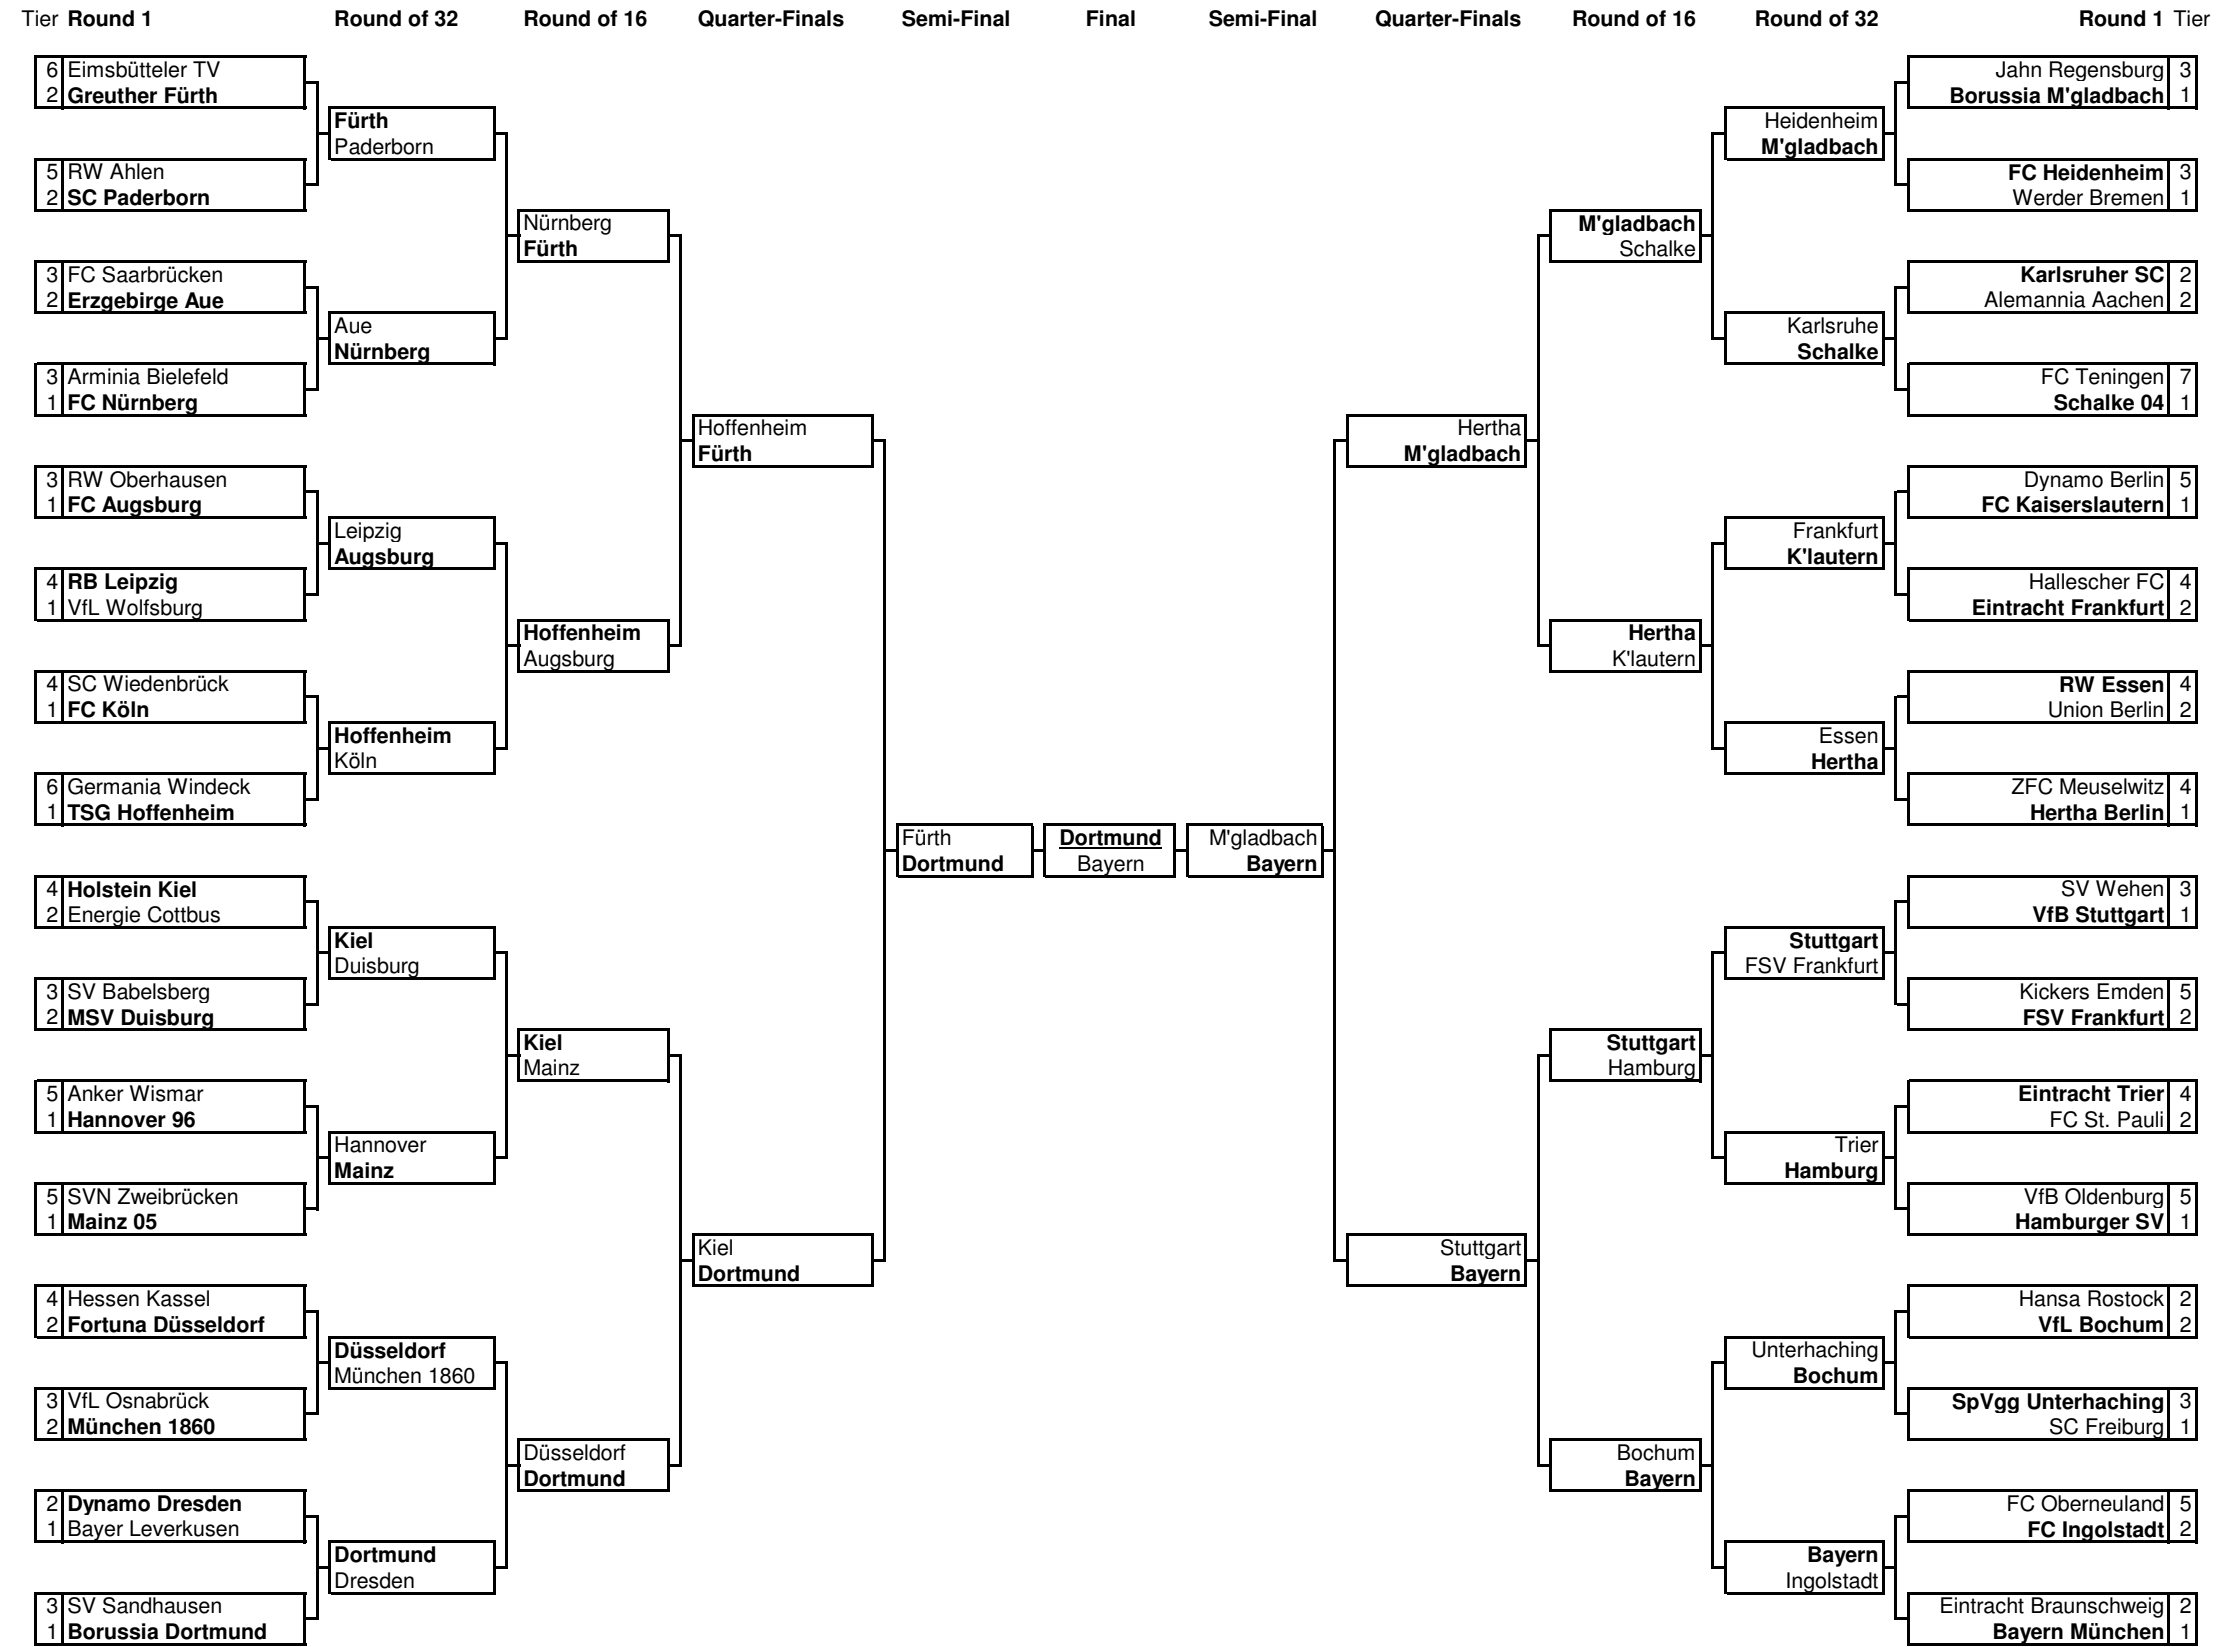 Tier Round 1 Round of 32 Round of 16 Quarter-Finals Semi-Final Final Semi-Final Quarter-Finals Round of 16 Round of 32 Round 1 Tier
6 Eimsbütteler TV
2 Greuther Fürth
5 RW Ahlen
2 SC Paderborn
3 FC Saarbrücken
2 Erzgebirge Aue
3 Arminia Bielefeld
1 FC Nürnberg
3 RW Oberhausen
1 FC Augsburg
4 RB Leipzig
1 VfL Wolfsburg
4 SC Wiedenbrück
1 FC Köln
6 Germania Windeck
1 TSG Hoffenheim
4 Holstein Kiel
2 Energie Cottbus
3 SV Babelsberg
2 MSV Duisburg
5 Anker Wismar
1 Hannover 96
5 SVN Zweibrücken
1 Mainz 05
4 Hessen Kassel
2 Fortuna Düsseldorf
3 VfL Osnabrück
2 München 1860
2 Dynamo Dresden
1 Bayer Leverkusen
3 SV Sandhausen
1 Borussia Dortmund
Fürth
Paderborn
Aue
Nürnberg
Leipzig
Augsburg
Hoffenheim
Köln
Kiel
Duisburg
Hannover
Mainz
Düsseldorf
München 1860
Dortmund
Dresden
Nürnberg
Fürth
Hoffenheim
Augsburg
Kiel
Mainz
Düsseldorf
Dortmund
Hoffenheim
Fürth
Kiel
Dortmund
Fürth
Dortmund
Dortmund
Bayern
M'gladbach
Bayern
Hertha
M'gladbach
Stuttgart
Bayern
M'gladbach
Schalke
Hertha
K'lautern
Stuttgart
Hamburg
Bochum
Bayern
Heidenheim
M'gladbach
Karlsruhe
Schalke
Frankfurt
K'lautern
Essen
Hertha
Stuttgart
FSV Frankfurt
Trier
Hamburg
Unterhaching
Bochum
Bayern
Ingolstadt
Jahn Regensburg 3
Borussia M'gladbach 1
FC Heidenheim 3
Werder Bremen 1
Karlsruher SC 2
Alemannia Aachen 2
FC Teningen 7
Schalke 04 1
Dynamo Berlin 5
FC Kaiserslautern 1
Hallescher FC 4
Eintracht Frankfurt 2
RW Essen 4
Union Berlin 2
ZFC Meuselwitz 4
Hertha Berlin 1
SV Wehen 3
VfB Stuttgart 1
Kickers Emden 5
FSV Frankfurt 2
Eintracht Trier 4
FC St. Pauli 2
VfB Oldenburg 5
Hamburger SV 1
Hansa Rostock 2
VfL Bochum 2
SpVgg Unterhaching 3
SC Freiburg 1
FC Oberneuland 5
FC Ingolstadt 2
Eintracht Braunschweig 2
Bayern München 1